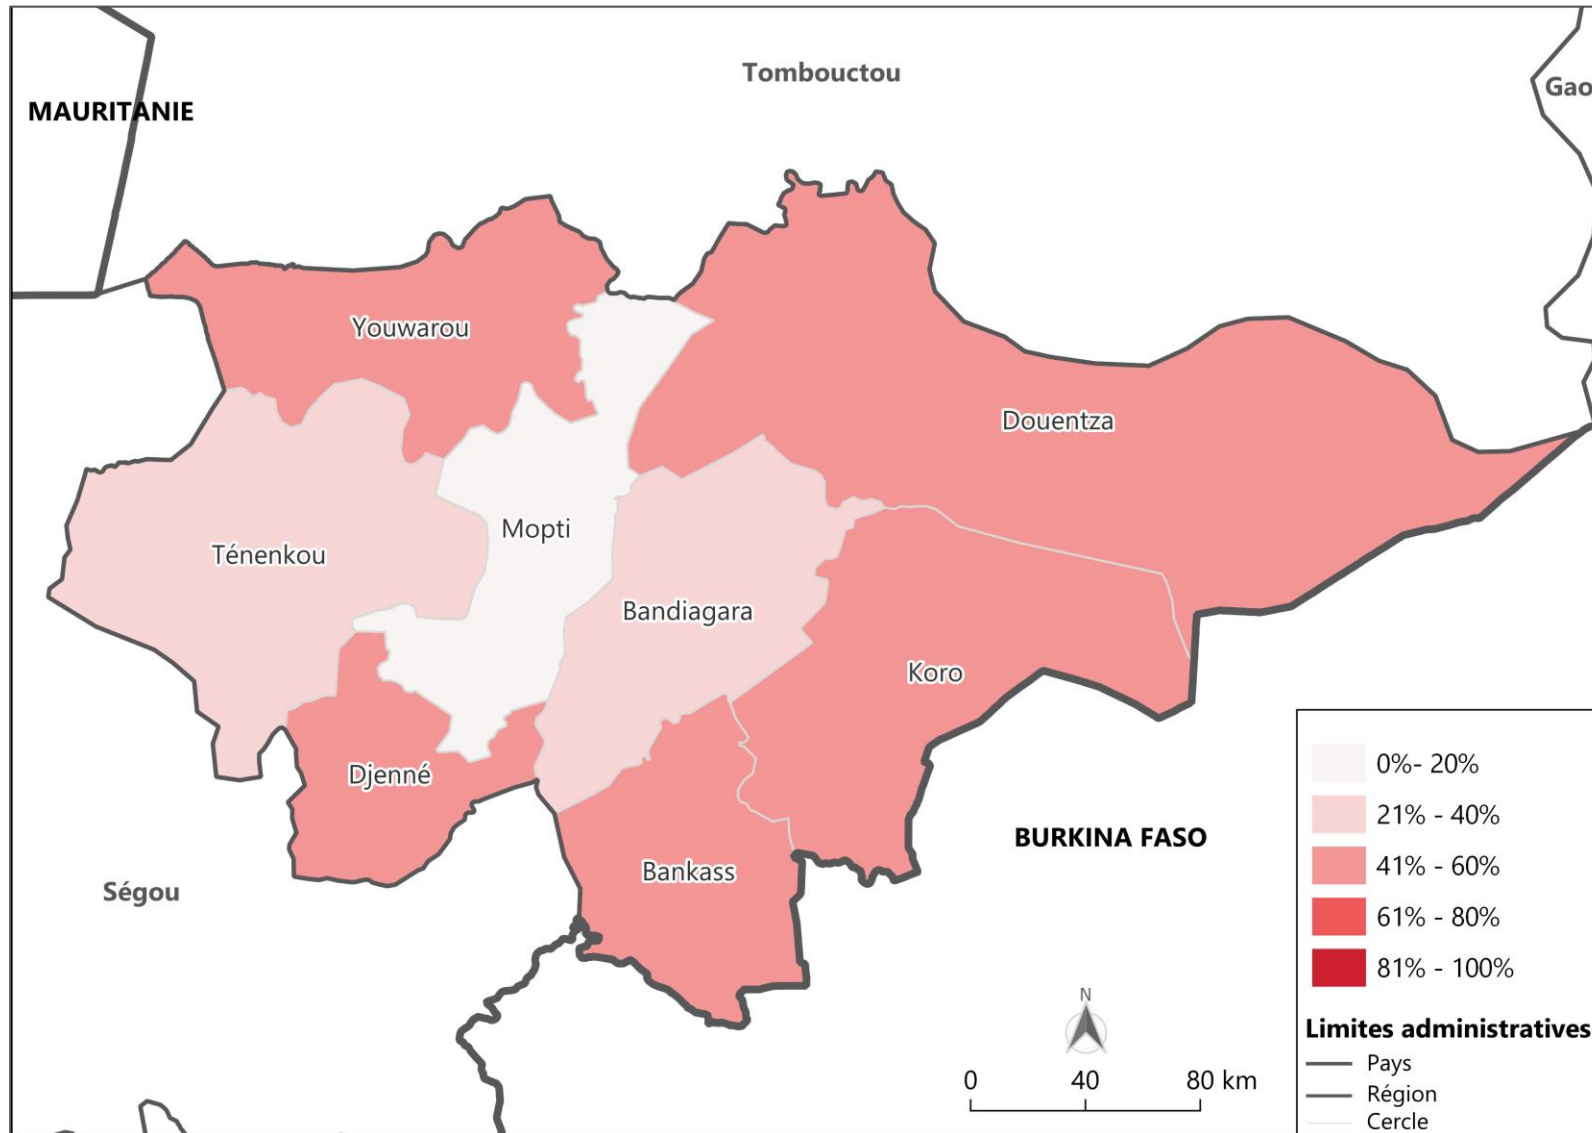 Tombouctou
Gao
MAURITANIE
Youwarou
Douentza
Mopti
Ténenkou
Bandiagara
Koro
Djenné
BURKINA FASO
Bankass
Ségou
0%- 20%
21% - 40%
41% - 60%
61% - 80%
81% - 100%
Limites administratives
Pays
Région
Cercle
N
0 40 80 km